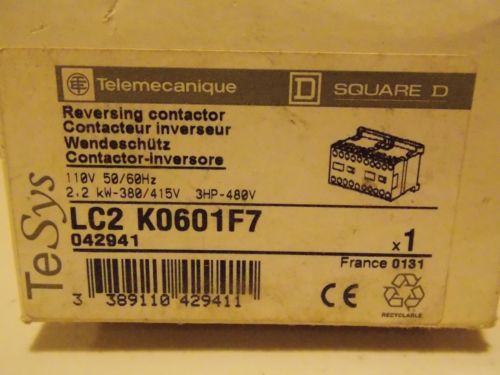 TE Telemecanique
D SQUARE D
Reversing contactor
Contacteur inverseur
Wendeschütz
Contactor-inversore
110V 50/60Hz
2.2 kW-380/415V 3HP-480V
LC2 K0601F7
042941
x1
France 0131
3 389110 429411
CE
RECYCLABLE
TeSys